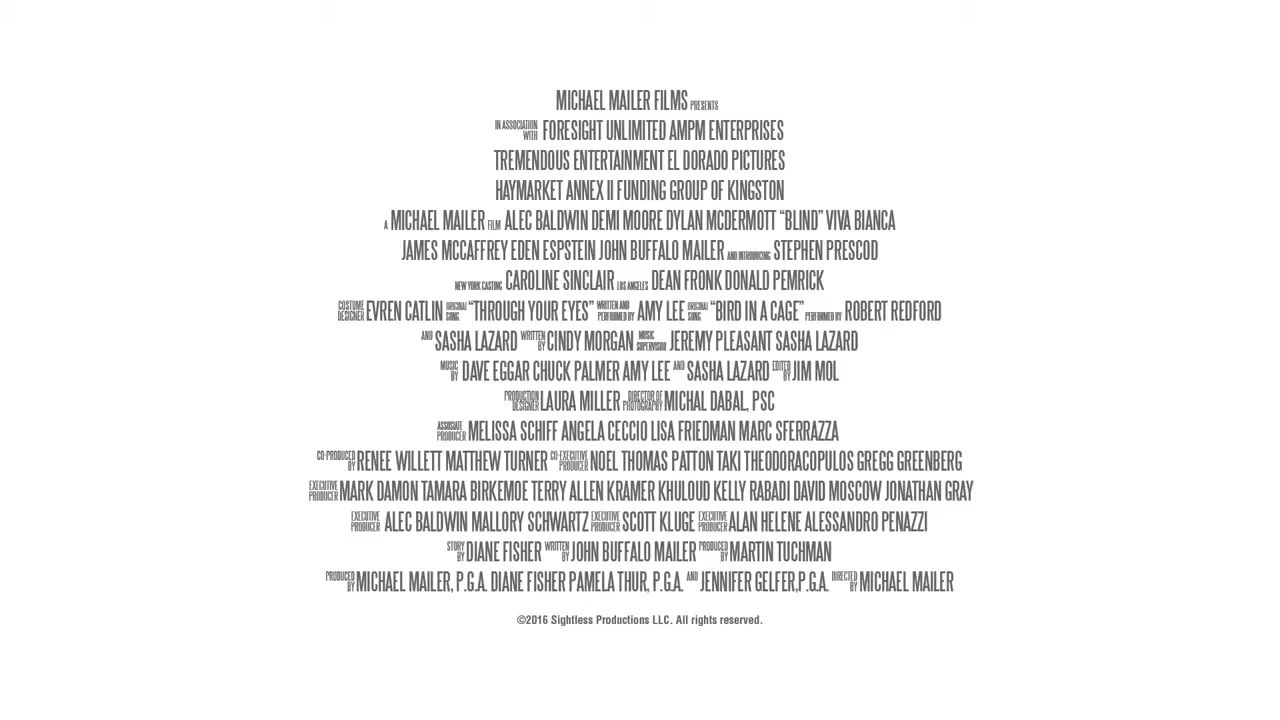 MICHAEL MAILER FILMS PRESENTS
IN ASSOCIATION WITH FORESIGHT UNLIMITED AMPM ENTERPRISES
TREMENDOUS ENTERTAINMENT EL DORADO PICTURES
HAYMARKET ANNEX II FUNDING GROUP OF KINGSTON
A MICHAEL MAILER FILM ALEC BALDWIN DEMI MOORE DYLAN MCDERMOTT “BLIND” VIVA BIANCA
JAMES MCCAFFREY EDEN ESPSTEIN JOHN BUFFALO MAILER AND INTRODUCING STEPHEN PRESCOD
NEW YORK CASTING CAROLINE SINCLAIR LOS ANGELES DEAN FRONK DONALD PEMRICK
COSTUME DESIGNER EVREN CATLIN ORIGINAL SONG “THROUGH YOUR EYES” WRITTEN AND PERFORMED BY AMY LEE ORIGINAL SONG “BIRD IN A CAGE” PERFORMED BY ROBERT REDFORD
AND SASHA LAZARD WRITTEN BY CINDY MORGAN MUSIC SUPERVISOR JEREMY PLEASANT SASHA LAZARD
MUSIC BY DAVE EGGAR CHUCK PALMER AMY LEE AND SASHA LAZARD EDITED BY JIM MOL
PRODUCTION DESIGNER LAURA MILLER DIRECTOR OF PHOTOGRAPHY MICHAL DABAL, PSC
ASSOSIATE PRODUCER MELISSA SCHIFF ANGELA CECCIO LISA FRIEDMAN MARC SFERRAZZA
CO-PRODUCED BY RENEE WILLETT MATTHEW TURNER CO-EXECUTIVE PRODUCER NOEL THOMAS PATTON TAKI THEODORACOPULOS GREGG GREENBERG
EXECUTIVE PRODUCER MARK DAMON TAMARA BIRKEMOE TERRY ALLEN KRAMER KHULOUD KELLY RABADI DAVID MOSCOW JONATHAN GRAY
EXECUTIVE PRODUCER ALEC BALDWIN MALLORY SCHWARTZ EXECUTIVE PRODUCER SCOTT KLUGE EXECUTIVE PRODUCER ALAN HELENE ALESSANDRO PENAZZI
STORY BY DIANE FISHER WRITTEN BY JOHN BUFFALO MAILER PRODUCED BY MARTIN TUCHMAN
PRODUCED BY MICHAEL MAILER, P.G.A. DIANE FISHER PAMELA THUR, P.G.A. AND JENNIFER GELFER,P.G.A. DIRECTED BY MICHAEL MAILER
©2016 Sightless Productions LLC. All rights reserved.